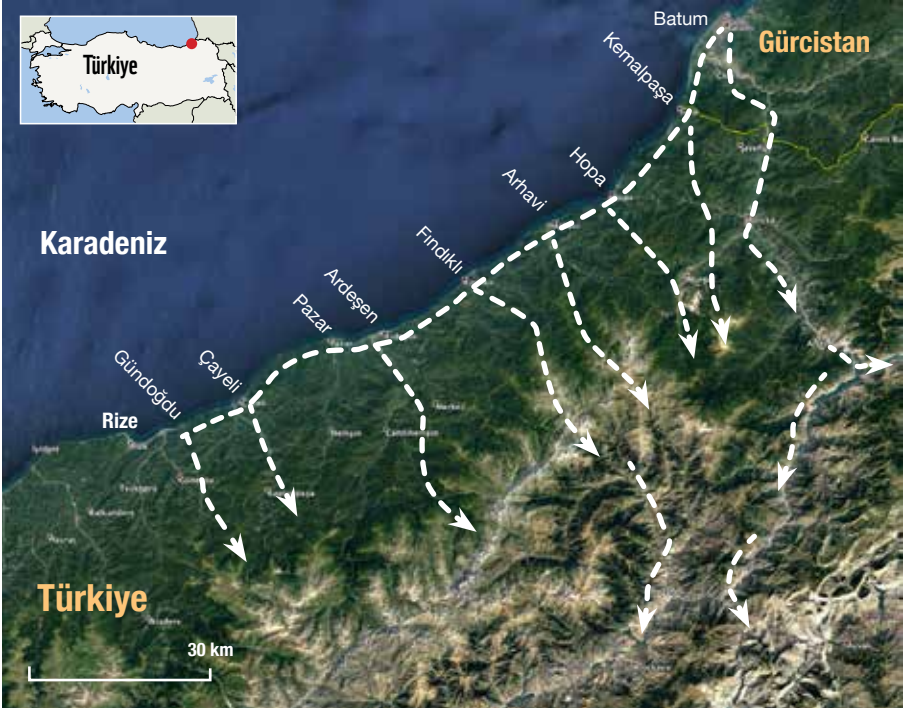 Türkiye
Batum
Gürcistan
Kemalpaşa
Hopa
Arhavi
Karadeniz
Fındıklı
Ardeşen
Pazar
Çayeli
Gündoğdu
Rize
Türkiye
30 km